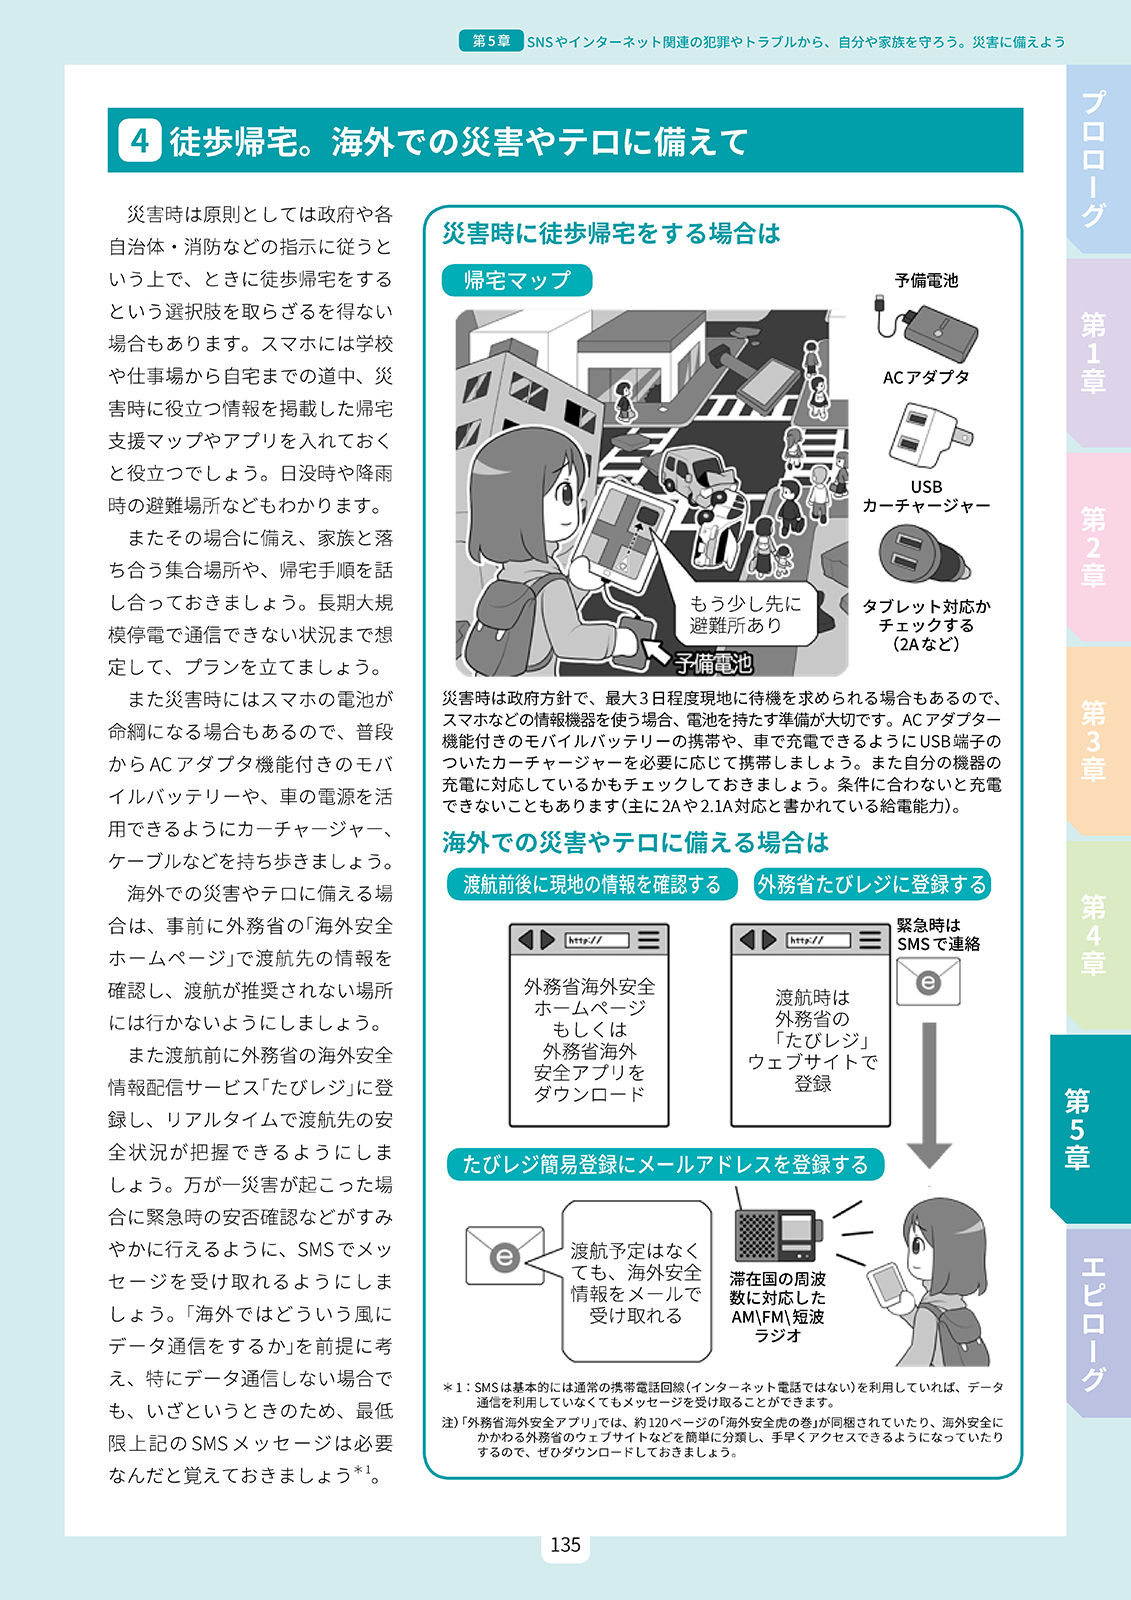 第5章 SNSやインターネット関連の犯罪やトラブルから、自分や家族を守ろう。災害に備えよう
4 徒歩帰宅。海外での災害やテロに備えて
災害時は原則としては政府や各
自治体・消防などの指示に従うと
いう上で、ときに徒歩帰宅をする
という選択肢を取らざるを得ない
場合もあります。スマホには学校
や仕事場から自宅までの道中、災
害時に役立つ情報を掲載した帰宅
支援マップやアプリを入れておく
と役立つでしょう。日没時や降雨
時の避難場所などもわかります。
またその場合に備え、家族と落
ち合う集合場所や、帰宅手順を話
し合っておきましょう。長期大規
模停電で通信できない状況まで想
定して、プランを立てましょう。
また災害時にはスマホの電池が
命綱になる場合もあるので、普段
からACアダプタ機能付きのモバ
イルバッテリーや、車の電源を活
用できるようにカーチャージャー、
ケーブルなどを持ち歩きましょう。
海外での災害やテロに備える場
合は、事前に外務省の「海外安全
ホームページ」で渡航先の情報を
確認し、渡航が推奨されない場所
には行かないようにしましょう。
また渡航前に外務省の海外安全
情報配信サービス「たびレジ」に登
録し、リアルタイムで渡航先の安
全状況が把握できるようにしま
しょう。万が一災害が起こった場
合に緊急時の安否確認などがすみ
やかに行えるように、SMSでメッ
セージを受け取れるようにしま
しょう。「海外ではどういう風に
データ通信をするか」を前提に考
え、特にデータ通信しない場合で
も、いざというときのため、最低
限上記のSMSメッセージは必要
なんだと覚えておきましょう＊1。
災害時に徒歩帰宅をする場合は
帰宅マップ
もう少し先に
避難所あり
予備電池
予備電池
ACアダプタ
USB
カーチャージャー
タブレット対応か
チェックする
（2Aなど）
災害時は政府方針で、最大3日程度現地に待機を求められる場合もあるので、
スマホなどの情報機器を使う場合、電池を持たす準備が大切です。ACアダプター
機能付きのモバイルバッテリーの携帯や、車で充電できるようにUSB端子の
ついたカーチャージャーを必要に応じて携帯しましょう。また自分の機器の
充電に対応しているかもチェックしておきましょう。条件に合わないと充電
できないこともあります（主に2Aや2.1A対応と書かれている給電能力）。
海外での災害やテロに備える場合は
渡航前後に現地の情報を確認する
http://
外務省海外安全
ホームページ
もしくは
外務省海外
安全アプリを
ダウンロード
外務省たびレジに登録する
http://
渡航時は
外務省の
「たびレジ」
ウェブサイトで
登録
緊急時は
SMSで連絡
e
たびレジ簡易登録にメールアドレスを登録する
e
渡航予定はなく
ても、海外安全
情報をメールで
受け取れる
滞在国の周波
数に対応した
AM\FM\短波
ラジオ
＊1：SMSは基本的には通常の携帯電話回線（インターネット電話ではない）を利用していれば、データ
通信を利用していなくてもメッセージを受け取ることができます。
注）「外務省海外安全アプリ」では、約120ページの「海外安全虎の巻」が同梱されていたり、海外安全に
かかわる外務省のウェブサイトなどを簡単に分類し、手早くアクセスできるようになっていたり
するので、ぜひダウンロードしておきましょう。
プロローグ
第1章
第2章
第3章
第4章
第5章
エピローグ
135